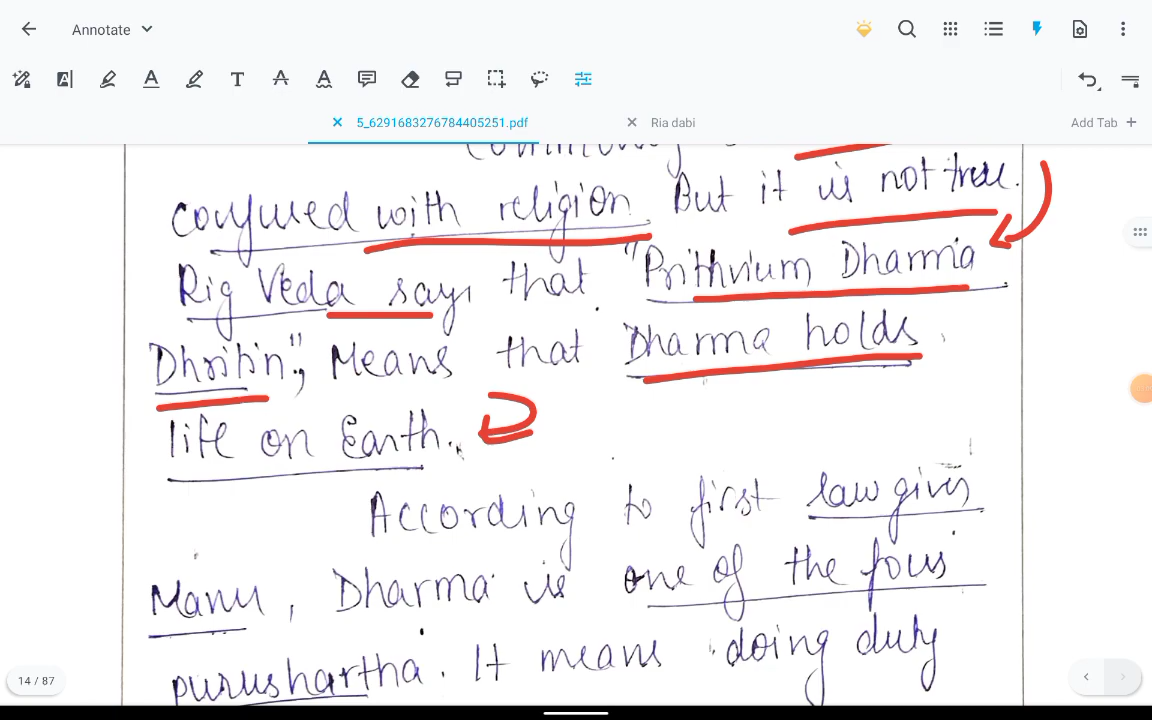 Annotate
5_6291683276784405251.pdf
Ria dabi
Add Tab +
confused with religion. But it is not true.
Rig Veda says that "Prithvium Dharma
Dhritin", Means that Dharma holds
life on Earth.
According to first law giver
Manu, Dharma is one of the four
purushartha. It means doing duty
14 / 87